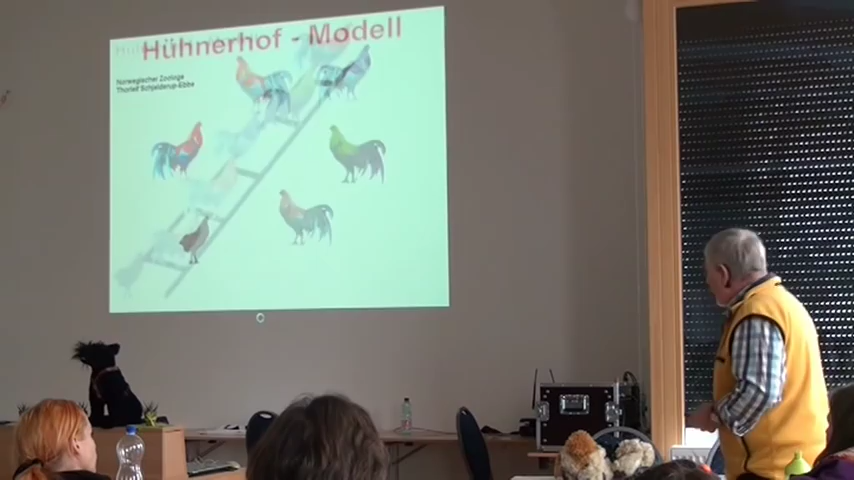 Hühnerhof - Modell
Norwegischer Zoologe
Thorleif Schjelderup-Ebbe